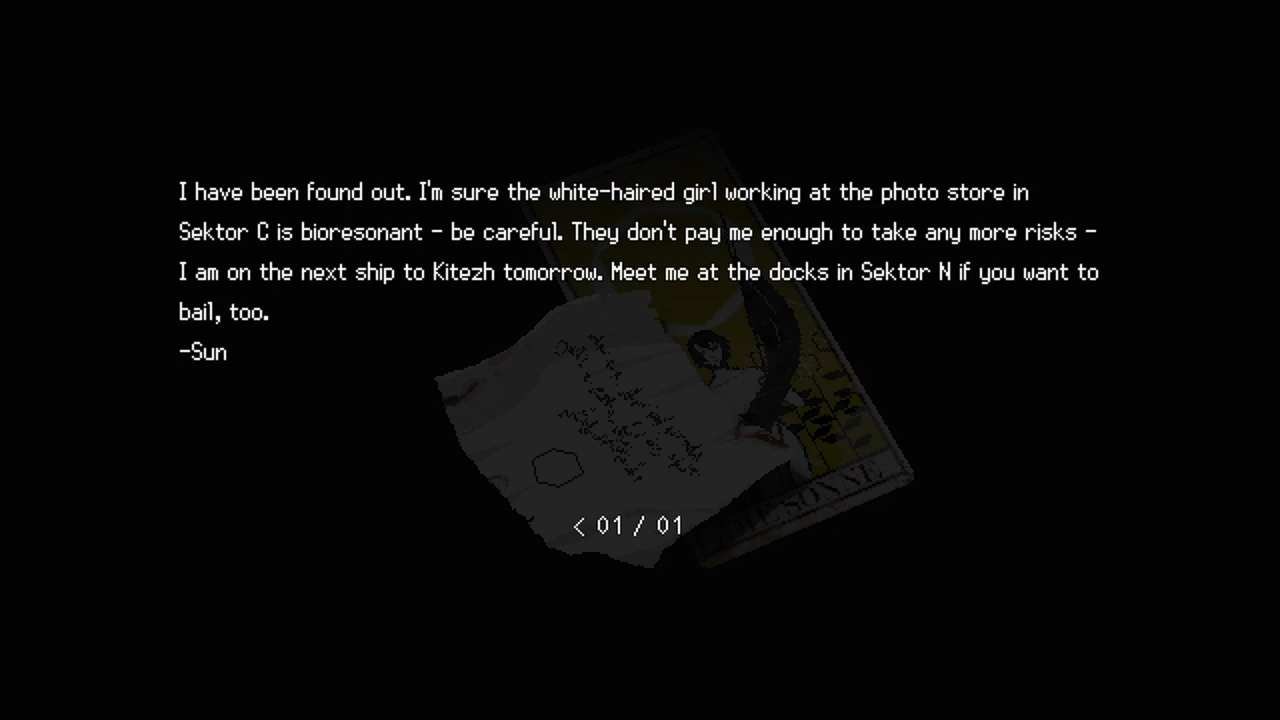 I have been found out. I'm sure the white-haired girl working at the photo store in
Sektor C is bioresonant - be careful. They don't pay me enough to take any more risks -
I am on the next ship to Kitezh tomorrow. Meet me at the docks in Sektor N if you want to
bail, too.
-Sun
DIE SONNE
< 01 / 01